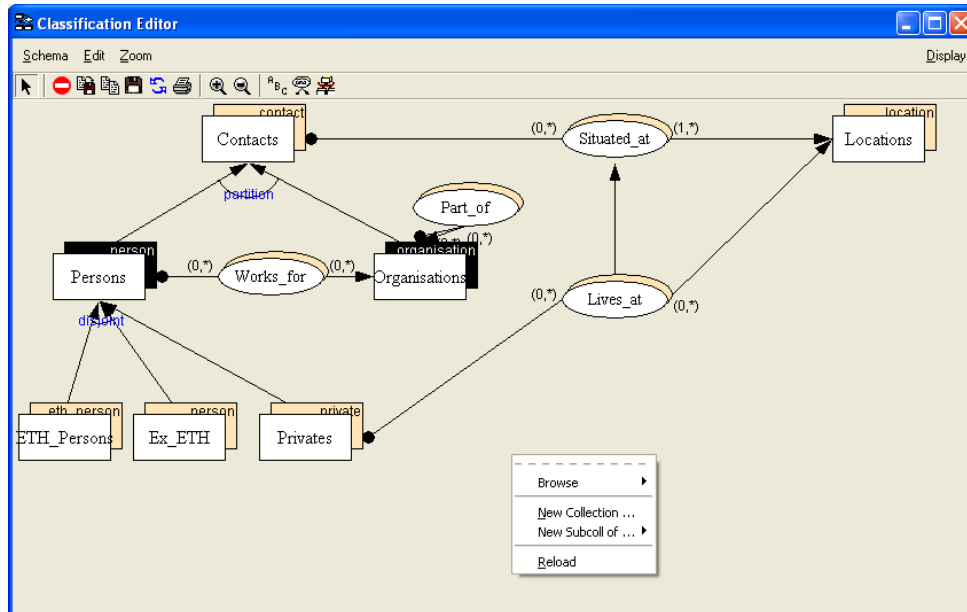 Classification Editor
Schema Edit Zoom Display
ABC
contact
Contacts
(0,*) Situated_at (1,*)
location
Locations
partition
Part_of
(0,*)
person
Persons
(0,*) Works_for (0,*)
organisation
Organisations
(0,*) Lives_at (0,*)
disjoint
eth_person
ETH_Persons
person
Ex_ETH
private
Privates
Browse
New Collection ...
New Subcoll of ...
Reload